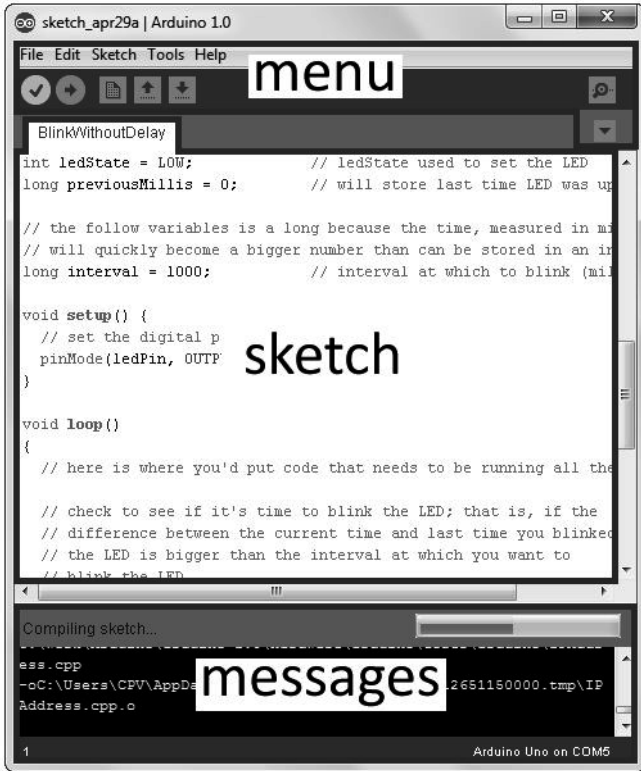 sketch_apr29a | Arduino 1.0
File Edit Sketch Tools Help
menu
BlinkWithoutDelay
int ledState = LOW; // ledState used to set the LED
long previousMillis = 0; // will store last time LED was up
// the follow variables is a long because the time, measured in mi
// will quickly become a bigger number than can be stored in an in
long interval = 1000; // interval at which to blink (mil
void setup() {
// set the digital p
pinMode(ledPin, OUTP
sketch
}
void loop()
{
// here is where you'd put code that needs to be running all the
// check to see if it's time to blink the LED; that is, if the
// difference between the current time and last time you blinked
// the LED is bigger than the interval at which you want to
// blink the LED
Compiling sketch...
ess.cpp
-oC:\Users\CPV\AppDa 2651150000.tmp\IP
messages
Address.cpp.o
1 Arduino Uno on COM5